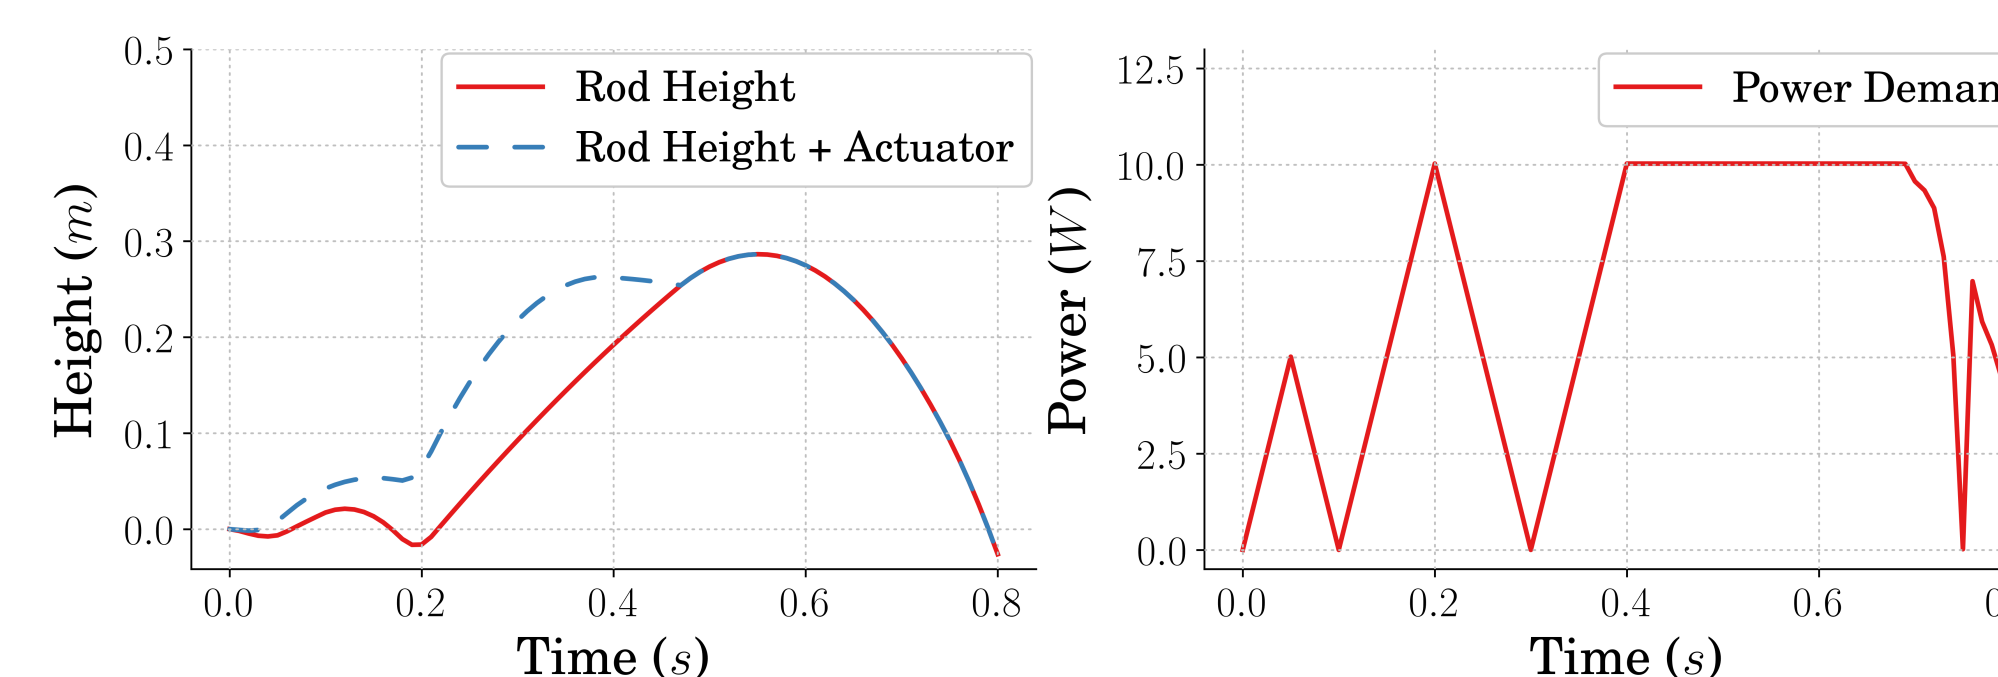 0.5
0.4
0.3
0.2
0.1
0.0
Height (m)
Rod Height
Rod Height + Actuator
0.0 0.2 0.4 0.6 0.8
Time (s)
12.5
10.0
7.5
5.0
2.5
0.0
Power (W)
Power
0.0 0.2 0.4 0.6
Time (s)